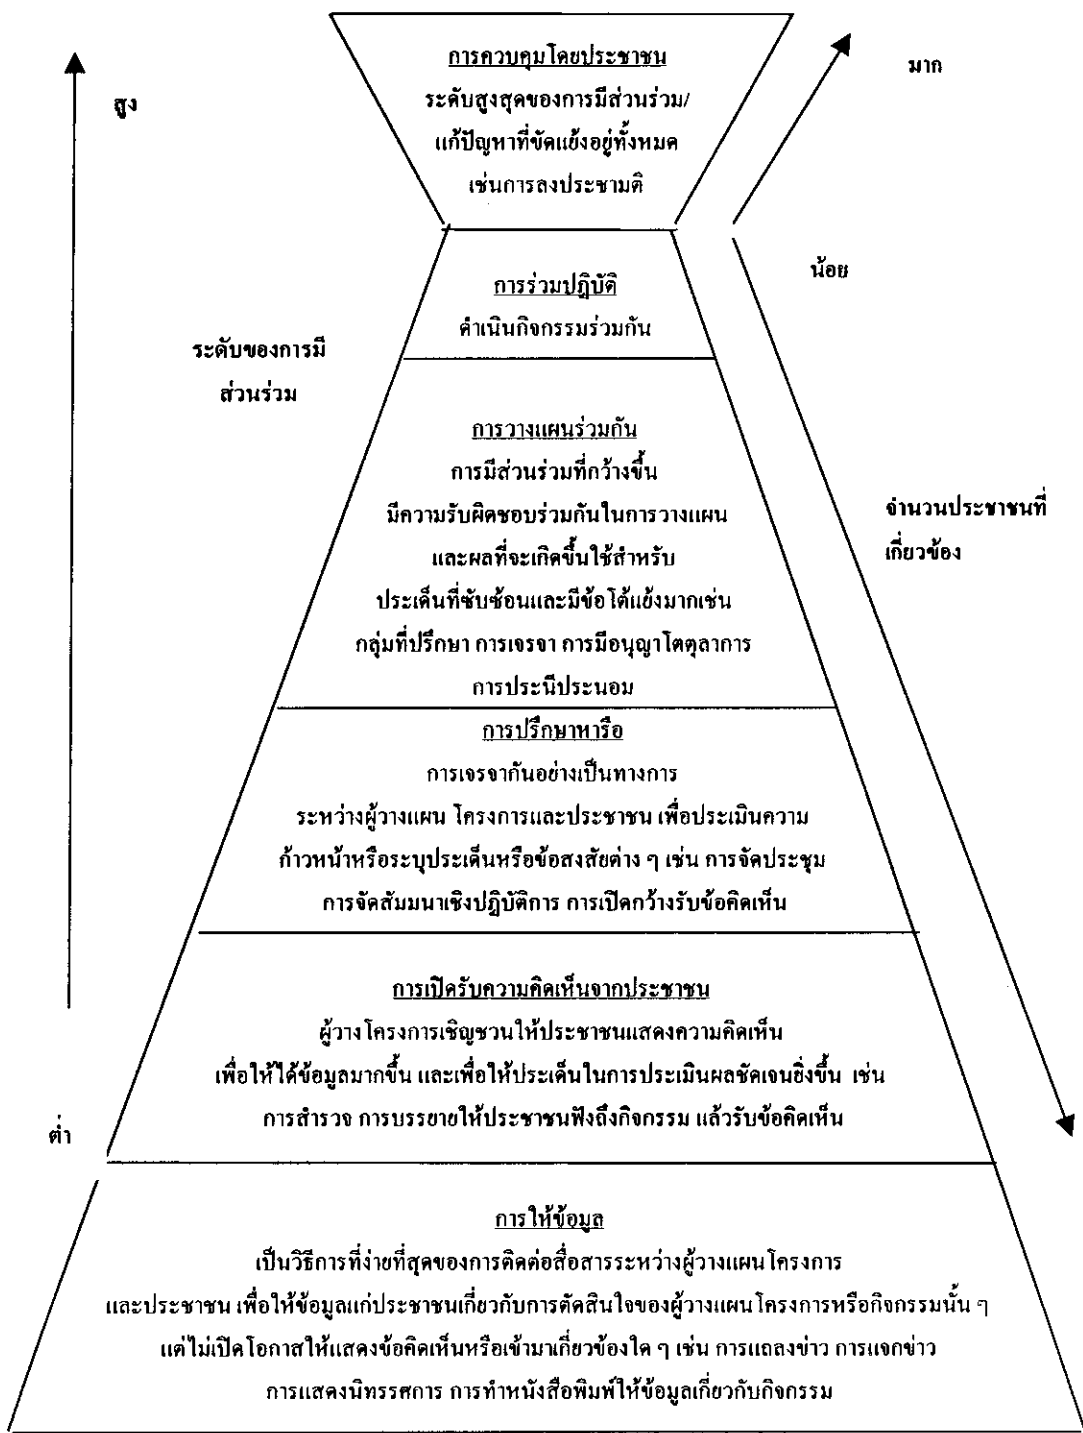 การควบคุมโดยประชาชน
ระดับสูงสุดของการมีส่วนร่วม/
แก้ปัญหาที่ขัดแย้งอยู่ทั้งหมด
เช่นการลงประชามติ
สูง
มาก
น้อย
การร่วมปฏิบัติ
ดำเนินกิจกรรมร่วมกัน
ระดับของการมี
ส่วนร่วม
การวางแผนร่วมกัน
การมีส่วนร่วมที่กว้างขึ้น
มีความรับผิดชอบร่วมกันในการวางแผน
และผลที่จะเกิดขึ้นใช้สำหรับ
ประเด็นที่ซับซ้อนและมีข้อโต้แย้งมากเช่น
กลุ่มที่ปรึกษา การเจรจา การมีอนุญาโตตุลาการ
การประนีประนอม
จำนวนประชาชนที่
เกี่ยวข้อง
การปรึกษาหารือ
การเจรจากันอย่างเป็นทางการ
ระหว่างผู้วางแผน โครงการและประชาชน เพื่อประเมินความ
ก้าวหน้าหรือระบุประเด็นหรือข้อสงสัยต่าง ๆ เช่น การจัดประชุม
การจัดสัมมนาเชิงปฏิบัติการ การเปิดกว้างรับข้อคิดเห็น
การเปิดรับความคิดเห็นจากประชาชน
ผู้วางโครงการเชิญชวนให้ประชาชนแสดงความคิดเห็น
เพื่อให้ได้ข้อมูลมากขึ้น และเพื่อให้ประเด็นในการประเมินผลชัดเจนยิ่งขึ้น เช่น
การสำรวจ การบรรยายให้ประชาชนฟังถึงกิจกรรม แล้วรับข้อคิดเห็น
ต่ำ
การให้ข้อมูล
เป็นวิธีการที่ง่ายที่สุดของการติดต่อสื่อสารระหว่างผู้วางแผนโครงการ
และประชาชน เพื่อให้ข้อมูลแก่ประชาชนเกี่ยวกับการตัดสินใจของผู้วางแผนโครงการหรือกิจกรรมนั้น ๆ
แต่ไม่เปิดโอกาสให้แสดงข้อคิดเห็นหรือเข้ามาเกี่ยวข้องใด ๆ เช่น การแถลงข่าว การแจกข่าว
การแสดงนิทรรศการ การทำหนังสือพิมพ์ให้ข้อมูลเกี่ยวกับกิจกรรม